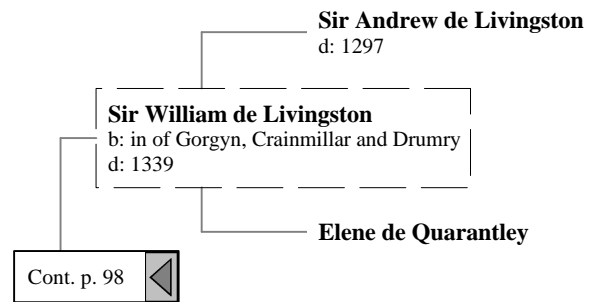 Sir Andrew de Livingston
d: 1297
Sir William de Livingston
b: in of Gorgyn, Crainmillar and Drumry
d: 1339
Elene de Quarantley
Cont. p. 98